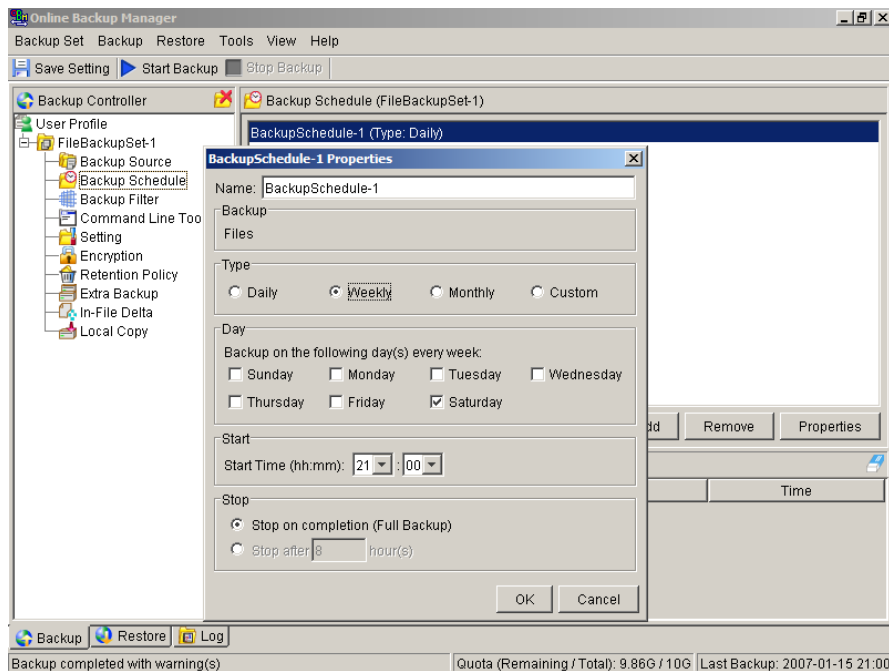 Online Backup Manager
Backup Set Backup Restore Tools View Help
Save Setting Start Backup Stop Backup
Backup Controller
User Profile
FileBackupSet-1
Backup Source
Backup Schedule
Backup Filter
Command Line Too
Setting
Encryption
Retention Policy
Extra Backup
In-File Delta
Local Copy
Backup Schedule (FileBackupSet-1)
BackupSchedule-1 (Type: Daily)
BackupSchedule-1 Properties
Name: BackupSchedule-1
Backup
Files
Type
Daily Weekly Monthly Custom
Day
Backup on the following day(s) every week:
Sunday Monday Tuesday Wednesday
Thursday Friday Saturday
Start
Start Time (hh:mm): 21 : 00
Stop
Stop on completion (Full Backup)
Stop after 8 hour(s)
OK Cancel
dd Remove Properties
Time
Backup Restore Log
Backup completed with warning(s) Quota (Remaining / Total): 9.86G / 10G Last Backup: 2007-01-15 21:00